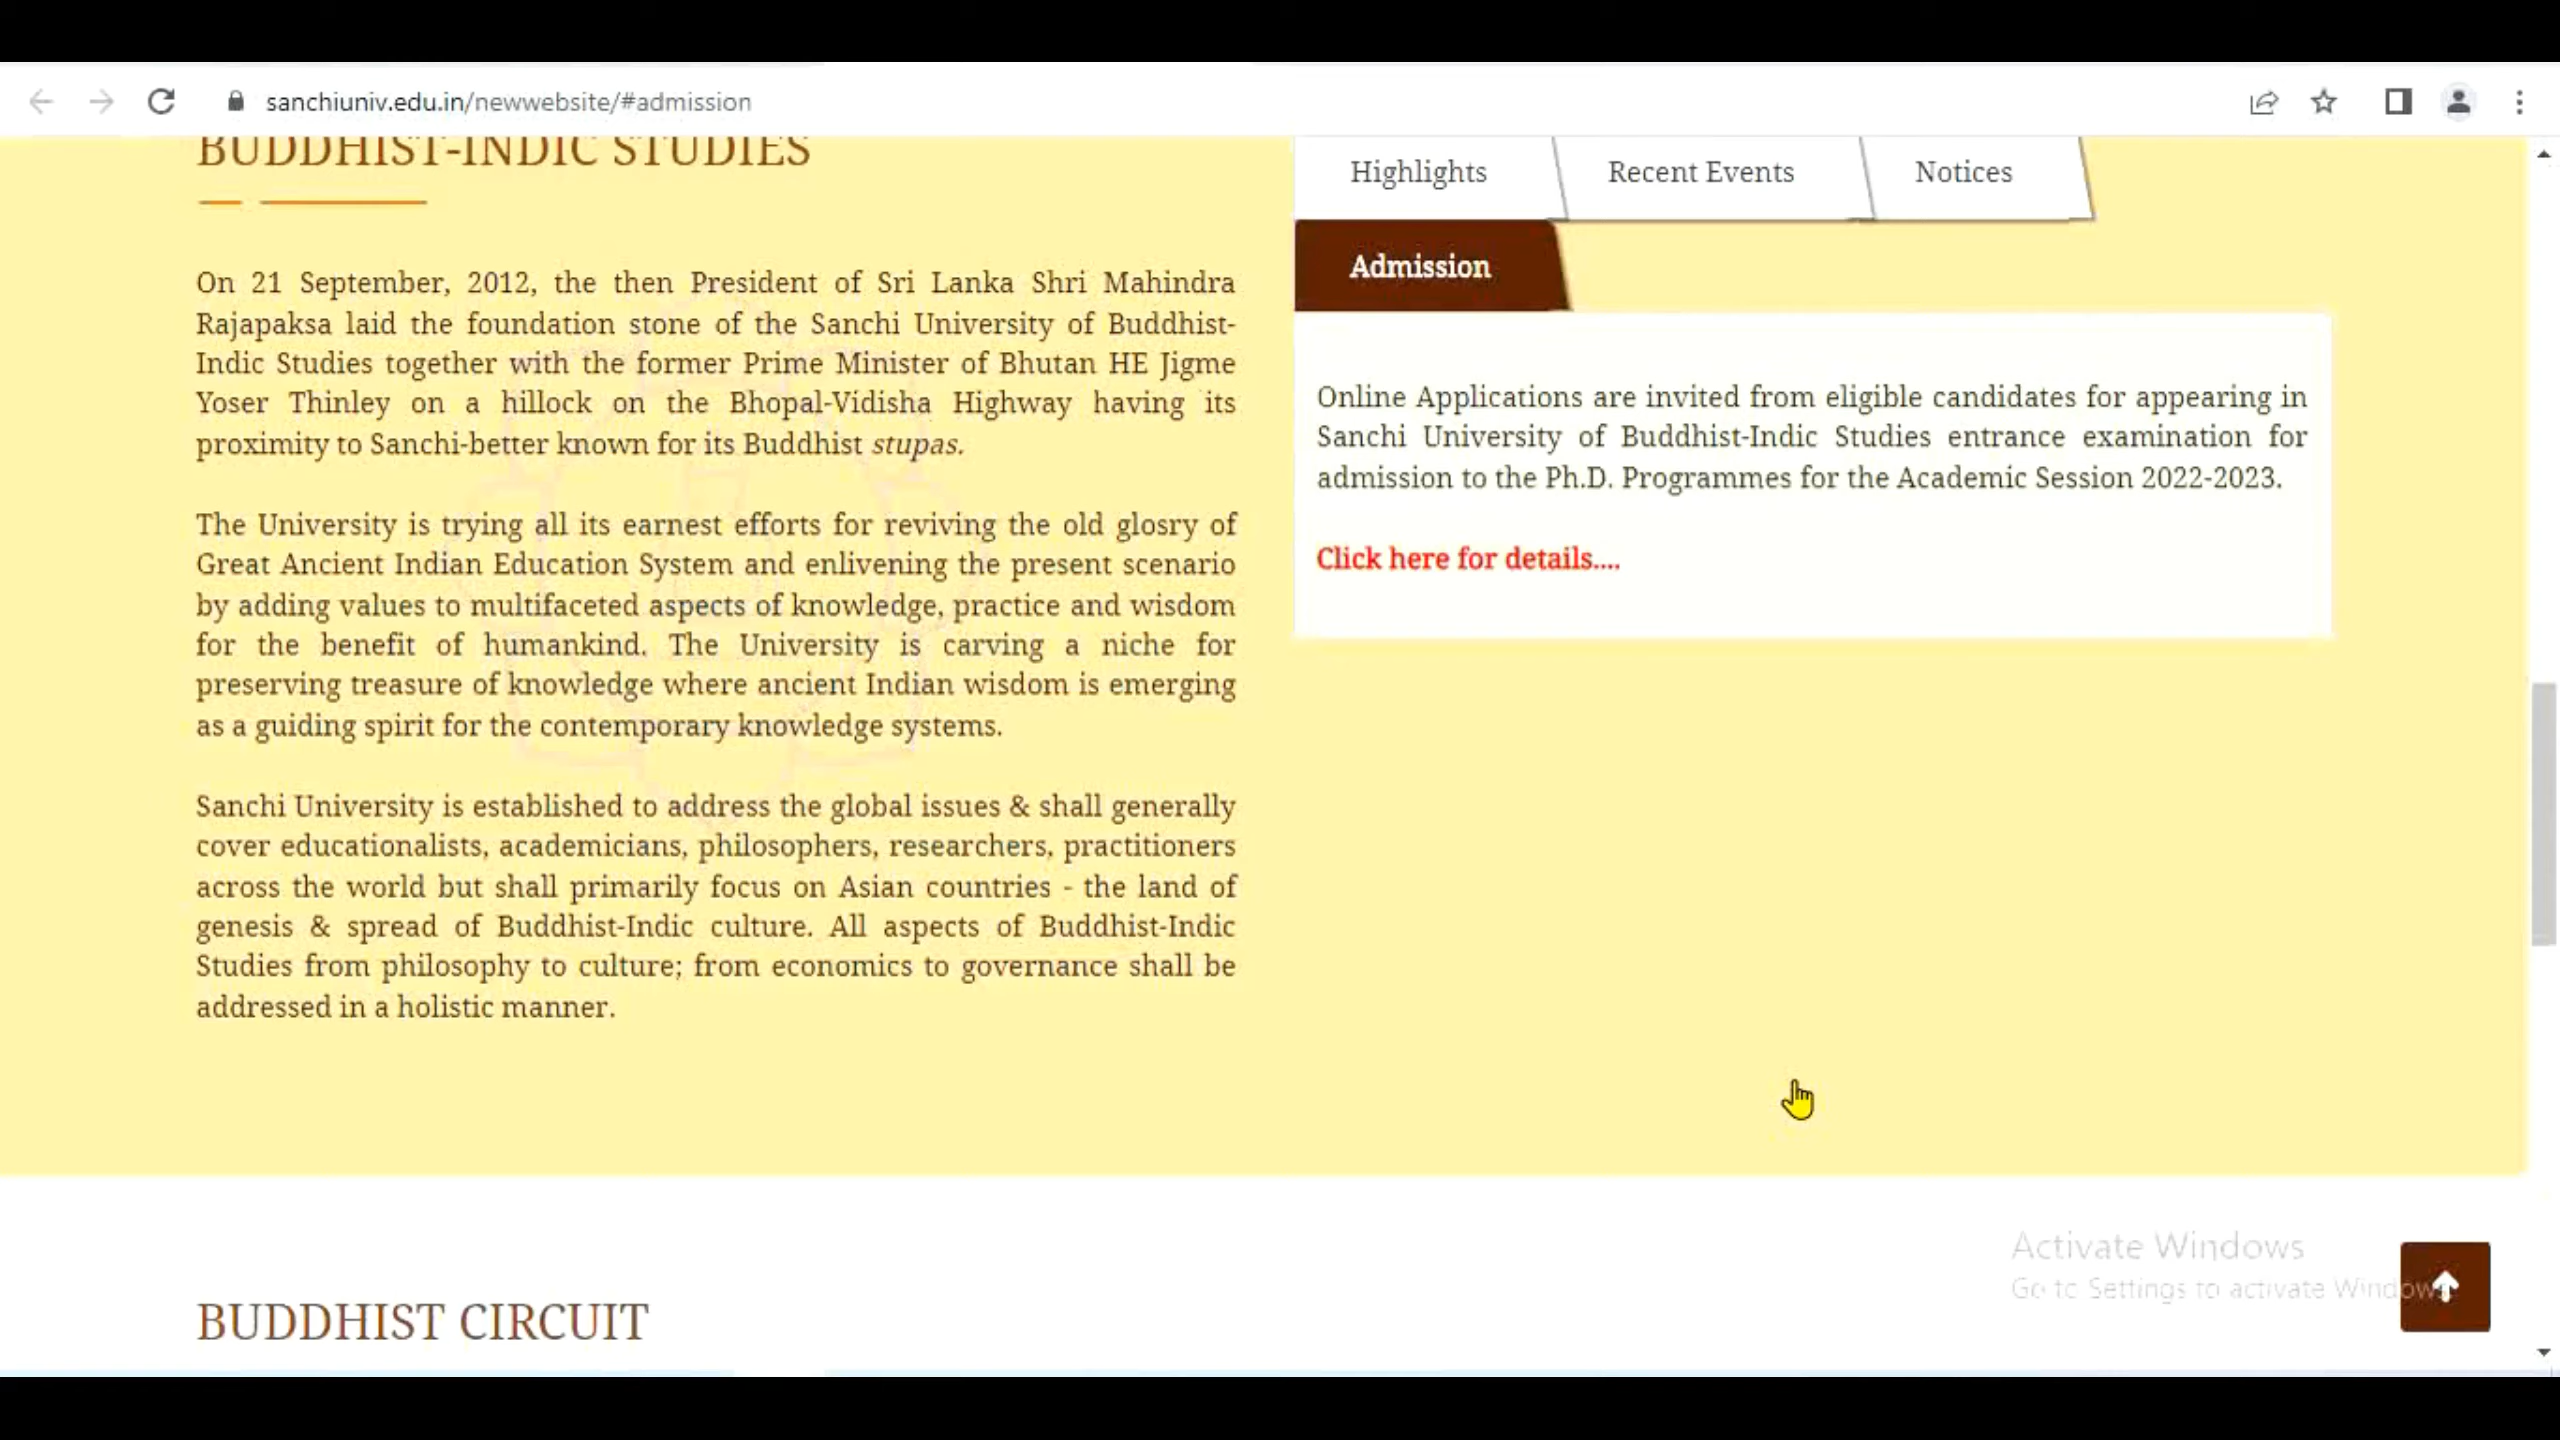 sanchiuniv.edu.in/newwebsite/#admission
BUDDHIST-INDIC STUDIES
On 21 September, 2012, the then President of Sri Lanka Shri Mahindra
Rajapaksa laid the foundation stone of the Sanchi University of Buddhist-
Indic Studies together with the former Prime Minister of Bhutan HE Jigme
Yoser Thinley on a hillock on the Bhopal-Vidisha Highway having its
proximity to Sanchi-better known for its Buddhist stupas.
The University is trying all its earnest efforts for reviving the old glosry of
Great Ancient Indian Education System and enlivening the present scenario
by adding values to multifaceted aspects of knowledge, practice and wisdom
for the benefit of humankind. The University is carving a niche for
preserving treasure of knowledge where ancient Indian wisdom is emerging
as a guiding spirit for the contemporary knowledge systems.
Sanchi University is established to address the global issues & shall generally
cover educationalists, academicians, philosophers, researchers, practitioners
across the world but shall primarily focus on Asian countries - the land of
genesis & spread of Buddhist-Indic culture. All aspects of Buddhist-Indic
Studies from philosophy to culture; from economics to governance shall be
addressed in a holistic manner.
Highlights
Recent Events
Notices
Admission
Online Applications are invited from eligible candidates for appearing in
Sanchi University of Buddhist-Indic Studies entrance examination for
admission to the Ph.D. Programmes for the Academic Session 2022-2023.
Click here for details....
BUDDHIST CIRCUIT
Activate Windows
Go to Settings to activate Windows.